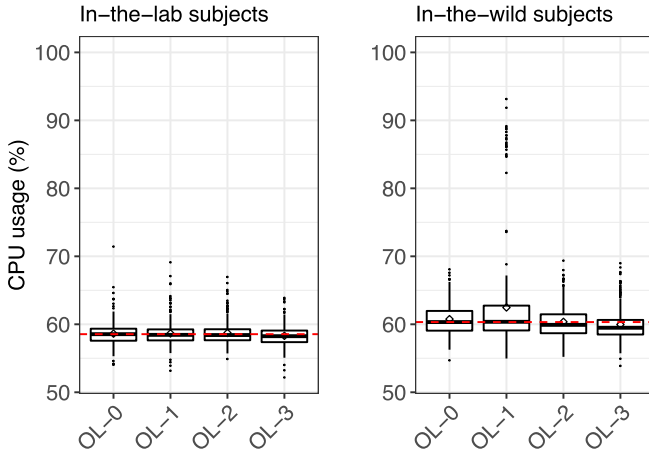 In-the-lab subjects
In-the-wild subjects
CPU usage (%)
100
90
80
70
60
50
OL-0
OL-1
OL-2
OL-3
100
90
80
70
60
50
OL-0
OL-1
OL-2
OL-3